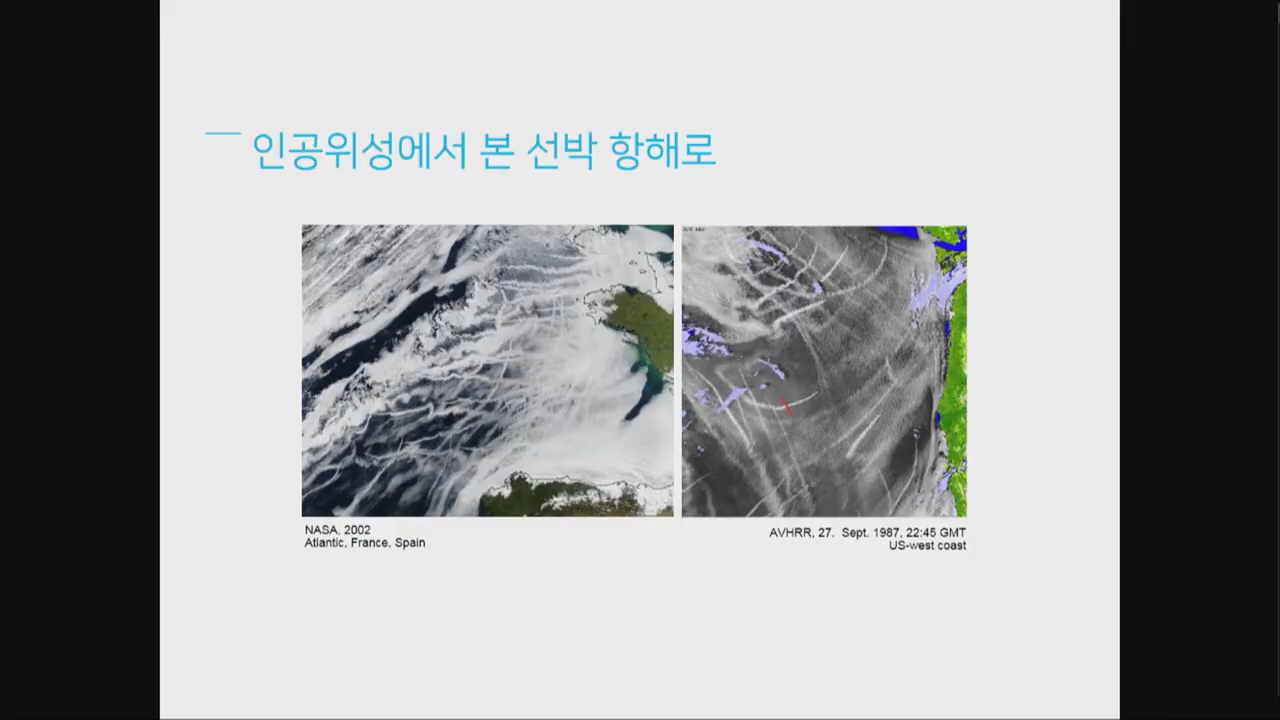 인공위성에서 본 선박 항해로
NASA, 2002
Atlantic, France, Spain
AVHRR, 27. Sept. 1987, 22:45 GMT
US-west coast